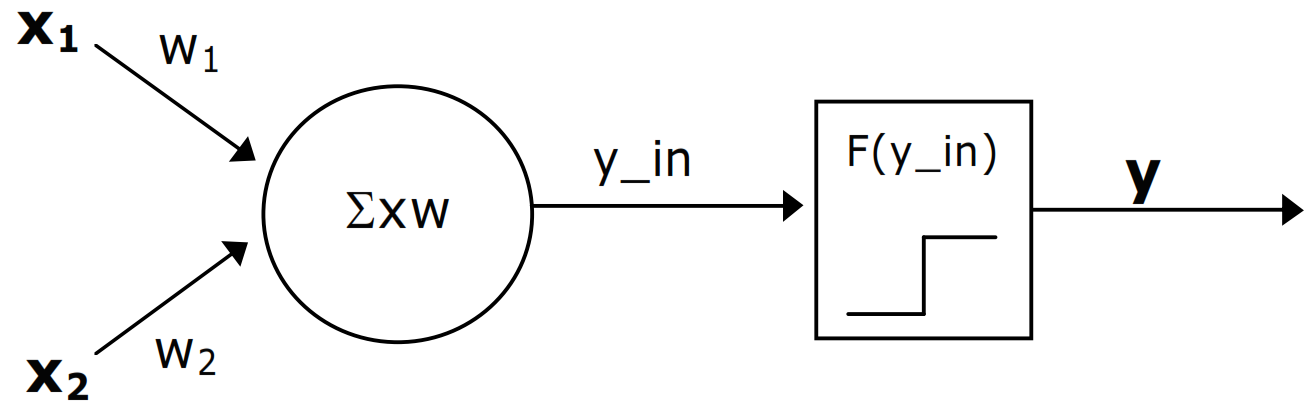 x₁
w₁
Σxw
y_in
F(y_in)
y
w₂
x₂